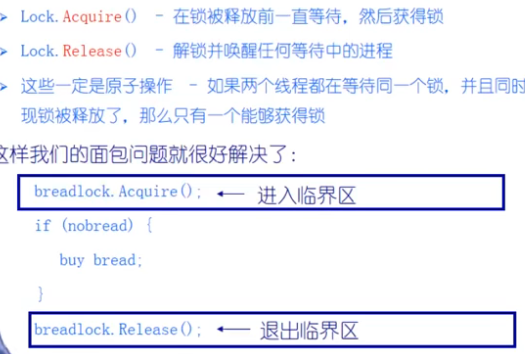 Lock.Acquire() - 在锁被释放前一直等待，然后获得锁
Lock.Release() - 解锁并唤醒任何等待中的进程
这些一定是原子操作 - 如果两个线程都在等待同一个锁，并且同时
现锁被释放了，那么只有一个能够获得锁
这样我们的面包问题就很好解决了：
breadlock.Acquire(); ← 进入临界区
if (nobread) {
buy bread;
}
breadlock.Release(); ← 退出临界区